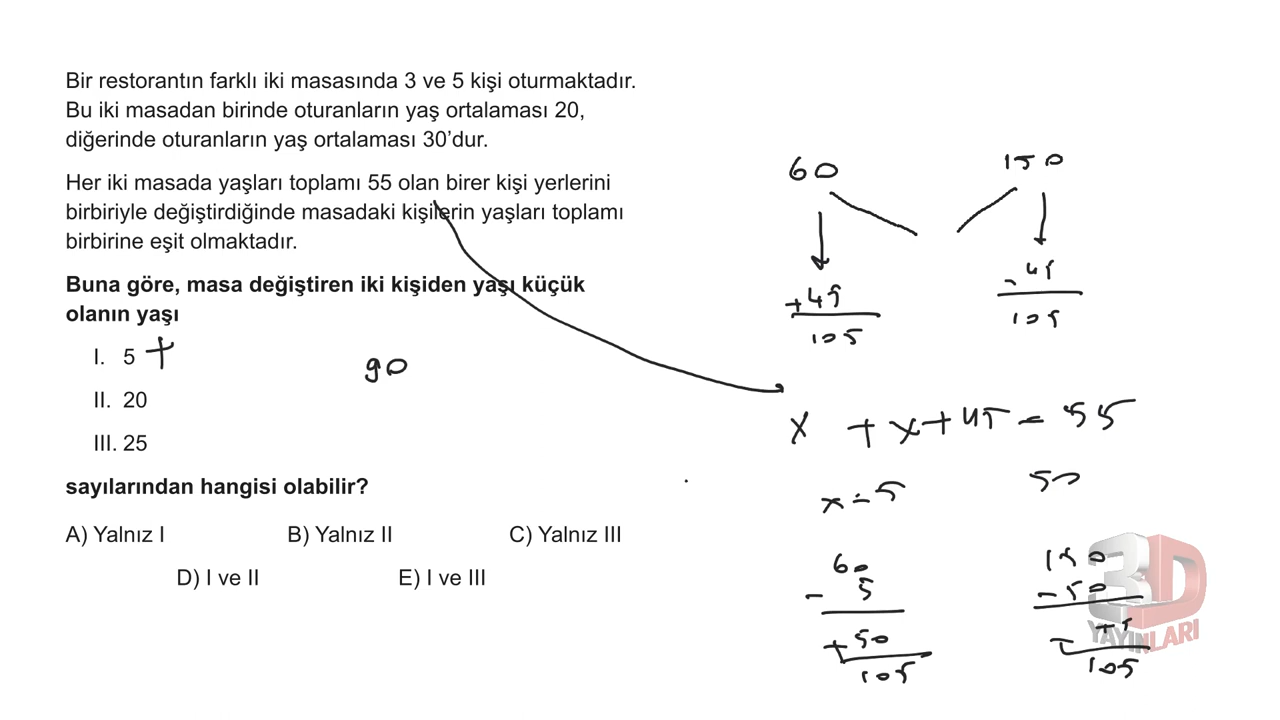 Bir restorantın farklı iki masasında 3 ve 5 kişi oturmaktadır.
Bu iki masadan birinde oturanların yaş ortalaması 20,
diğerinde oturanların yaş ortalaması 30’dur.
Her iki masada yaşları toplamı 55 olan birer kişi yerlerini
birbiriyle değiştirdiğinde masadaki kişilerin yaşları toplamı
birbirine eşit olmaktadır.
Buna göre, masa değiştiren iki kişiden yaşı küçük
olanın yaşı
I. 5 +
II. 20
III. 25
sayılarından hangisi olabilir?
A) Yalnız I B) Yalnız II C) Yalnız III
D) I ve II E) I ve III
90
60 150
+45 - 45
105 105
x + x + 45 = 55
x = 5 50
60 150
- 5 - 50
+ 50
105 105
3D
YAYINLARI